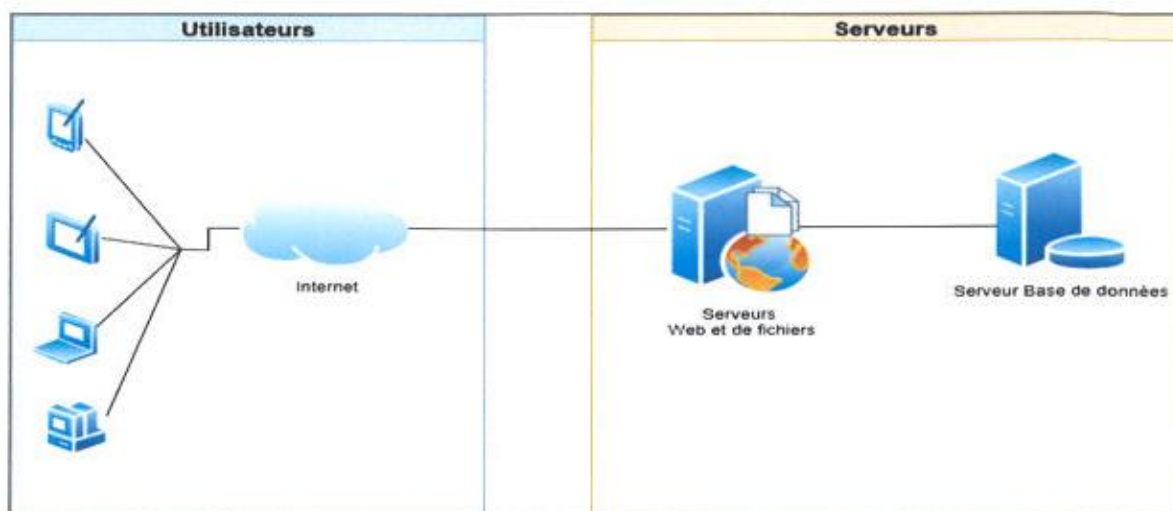 Utilisateurs
Serveurs
Internet
Serveurs
Web et de fichiers
Serveur Base de données